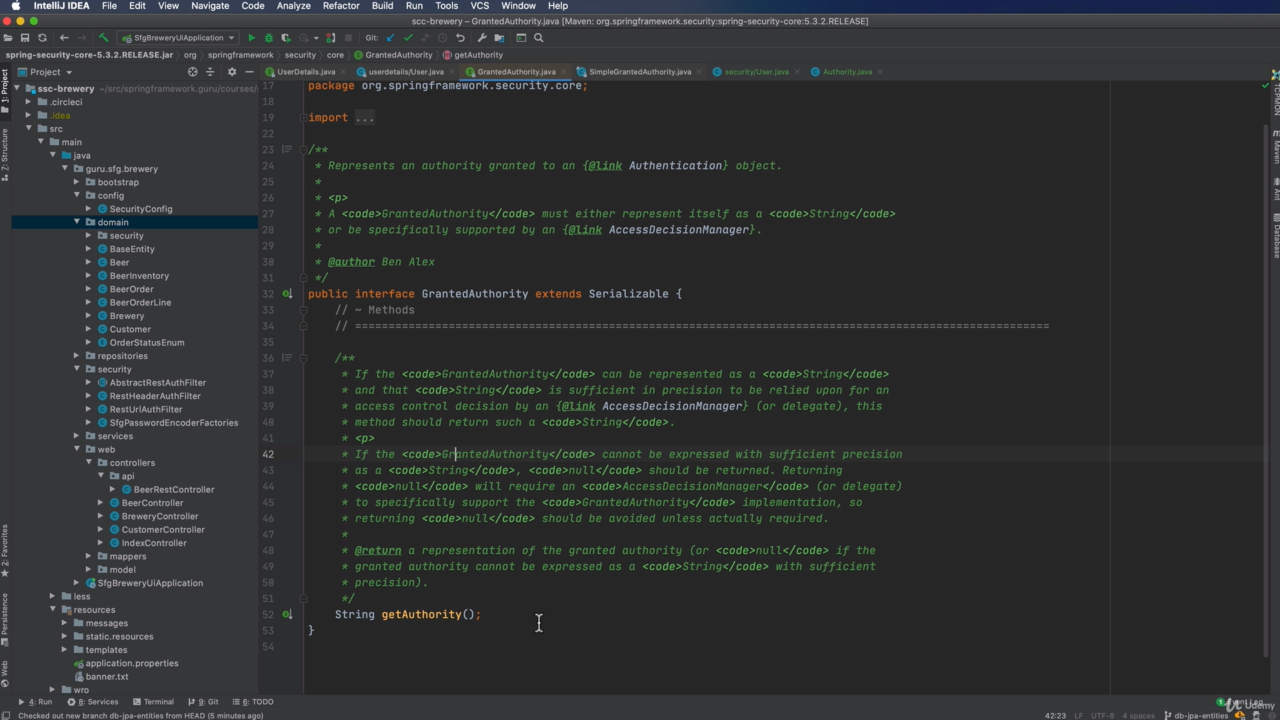 IntelliJ IDEA File Edit View Navigate Code Analyze Refactor Build Run Tools VCS Window Help
scc-brewery – GrantedAuthority.java [Maven: org.springframework.security:spring-security-core:5.3.2.RELEASE]
SfgBreweryUiApplication Git:
spring-security-core-5.3.2.RELEASE.jar org springframework security core GrantedAuthority getAuthority
Project UserDetails.java userdetails/User.java GrantedAuthority.java SimpleGrantedAuthority.java security/User.java Authority.java
1: Project
Z: Structure
2: Favorites
Persistence
Web
Maven
Ant
Database
ssc-brewery ~/src/springframework.guru/courses/
.circleci
.idea
src
main
java
guru.sfg.brewery
bootstrap
config
SecurityConfig
domain
security
BaseEntity
Beer
BeerInventory
BeerOrder
BeerOrderLine
Brewery
Customer
OrderStatusEnum
repositories
security
AbstractRestAuthFilter
RestHeaderAuthFilter
RestUrlAuthFilter
SfgPasswordEncoderFactories
services
web
controllers
api
BeerRestController
BeerController
BreweryController
CustomerController
IndexController
mappers
model
SfgBreweryUiApplication
less
resources
messages
static.resources
templates
application.properties
banner.txt
wro
17 package org.springframework.security.core;
18
19 import ...
22
23 /**
24 * Represents an authority granted to an {@link Authentication} object.
25 *
26 * <p>
27 * A <code>GrantedAuthority</code> must either represent itself as a <code>String</code>
28 * or be specifically supported by an {@link AccessDecisionManager}.
29 *
30 * @author Ben Alex
31 */
32 public interface GrantedAuthority extends Serializable {
33 // ~ Methods
34 // ========================================================================================================
35
36 /**
37 * If the <code>GrantedAuthority</code> can be represented as a <code>String</code>
38 * and that <code>String</code> is sufficient in precision to be relied upon for an
39 * access control decision by an {@link AccessDecisionManager} (or delegate), this
40 * method should return such a <code>String</code>.
41 * <p>
42 * If the <code>GrantedAuthority</code> cannot be expressed with sufficient precision
43 * as a <code>String</code>, <code>null</code> should be returned. Returning
44 * <code>null</code> will require an <code>AccessDecisionManager</code> (or delegate)
45 * to specifically support the <code>GrantedAuthority</code> implementation, so
46 * returning <code>null</code> should be avoided unless actually required.
47 *
48 * @return a representation of the granted authority (or <code>null</code> if the
49 * granted authority cannot be expressed as a <code>String</code> with sufficient
50 * precision).
51 */
52 String getAuthority();
53 }
54
4: Run 8: Services Terminal 9: Git 6: TODO
Checked out new branch db-jpa-entities from HEAD (5 minutes ago) 42:23 LF UTF-8 4 spaces db-jpa-entities
Udemy